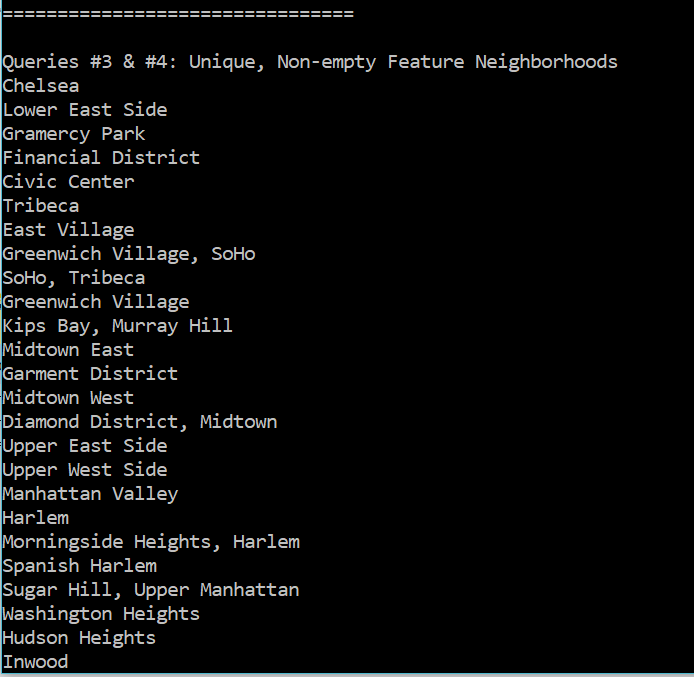 ================================
Queries #3 & #4: Unique, Non-empty Feature Neighborhoods
Chelsea
Lower East Side
Gramercy Park
Financial District
Civic Center
Tribeca
East Village
Greenwich Village, SoHo
SoHo, Tribeca
Greenwich Village
Kips Bay, Murray Hill
Midtown East
Garment District
Midtown West
Diamond District, Midtown
Upper East Side
Upper West Side
Manhattan Valley
Harlem
Morningside Heights, Harlem
Spanish Harlem
Sugar Hill, Upper Manhattan
Washington Heights
Hudson Heights
Inwood